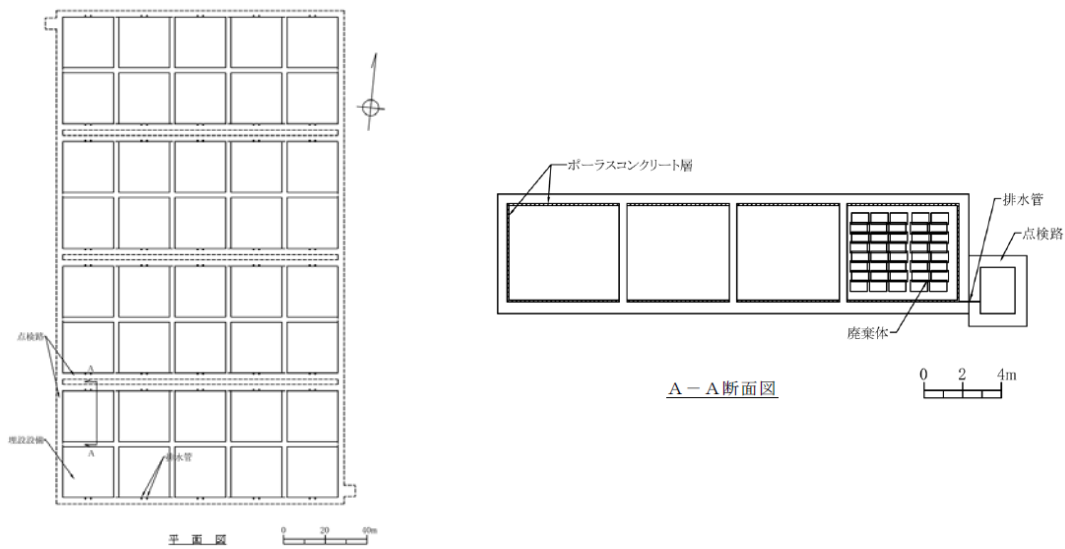 点検路
A
埋設設備
A
排水管
平 面 図
0 20 40m
ポーラスコンクリート層
排水管
点検路
廃棄体
A－A断面図
0 2 4m